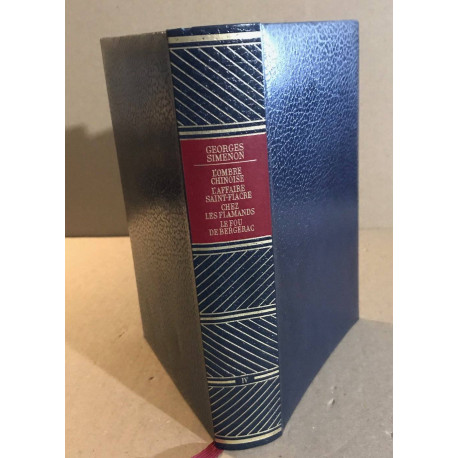 GEORGES
SIMENON
L'OMBRE
CHINOISE
L'AFFAIRE
SAINT-FIACRE
CHEZ
LES FLAMANDS
LE FOU
DE BERGERAC
IV